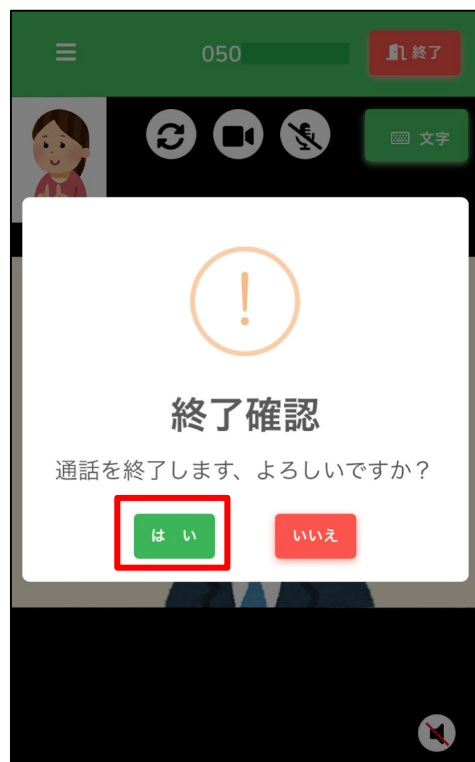 050
終了
文字
終了確認
通話を終了します、よろしいですか？
は い
いいえ